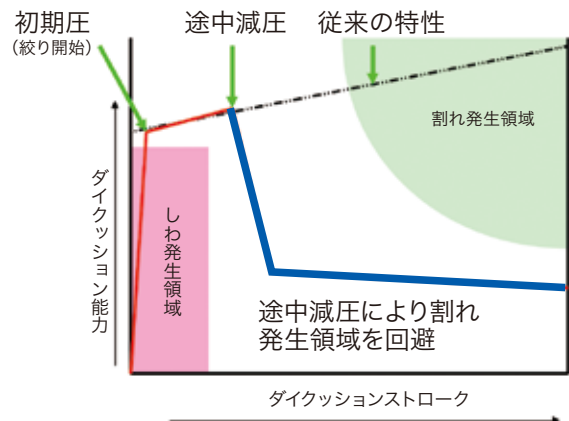 初期圧
（絞り開始）
途中減圧
従来の特性
割れ発生領域
ダイクッション能力
しわ発生領域
途中減圧により割れ
発生領域を回避
ダイクッションストローク